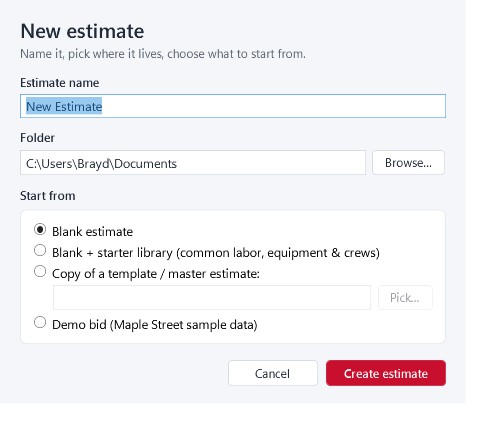 New estimate
Name it, pick where it lives, choose what to start from.
Estimate name
New Estimate
Folder
C:\Users\Brayd\Documents
Browse...
Start from
Blank estimate
Blank + starter library (common labor, equipment & crews)
Copy of a template / master estimate:
Pick...
Demo bid (Maple Street sample data)
Cancel
Create estimate